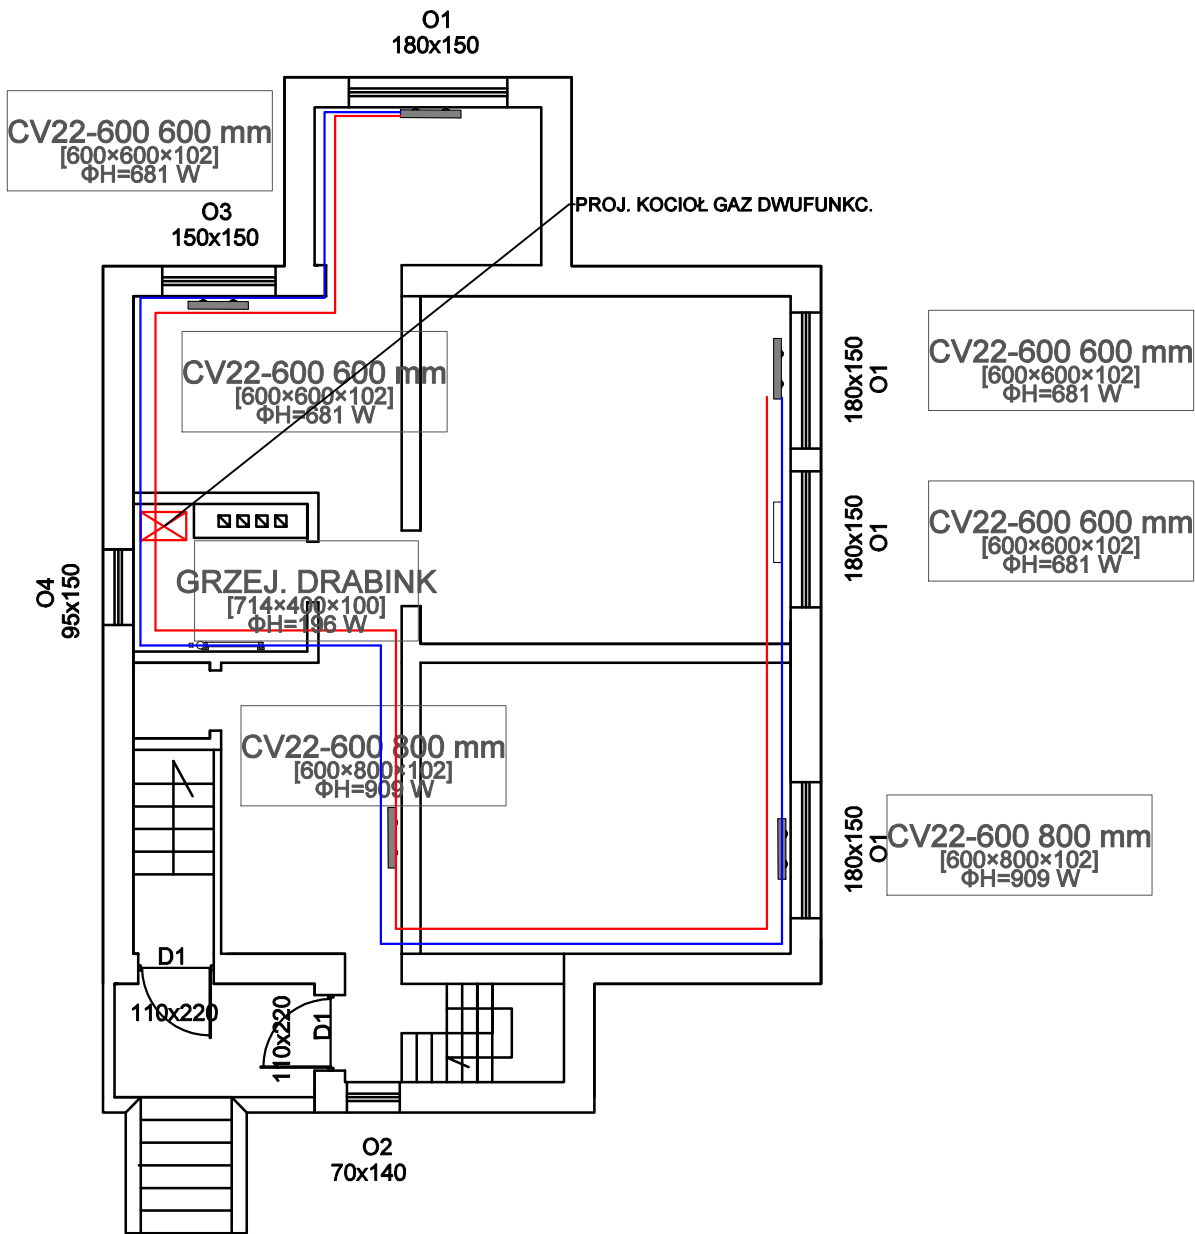 O1
180x150
CV22-600 600 mm
[600×600×102]
ΦH=681 W
PROJ. KOCIOŁ GAZ DWUFUNKC.
O3
150x150
CV22-600 600 mm
[600×600×102]
ΦH=681 W
180x150
O1
CV22-600 600 mm
[600×600×102]
ΦH=681 W
180x150
O1
CV22-600 600 mm
[600×600×102]
ΦH=681 W
O4
95x150
GRZEJ. DRABINK
[714×400×100]
ΦH=196 W
CV22-600 800 mm
[600×800×102]
ΦH=909 W
180x150
O1
CV22-600 800 mm
[600×800×102]
ΦH=909 W
D1
110x220
110x220
D1
O2
70x140